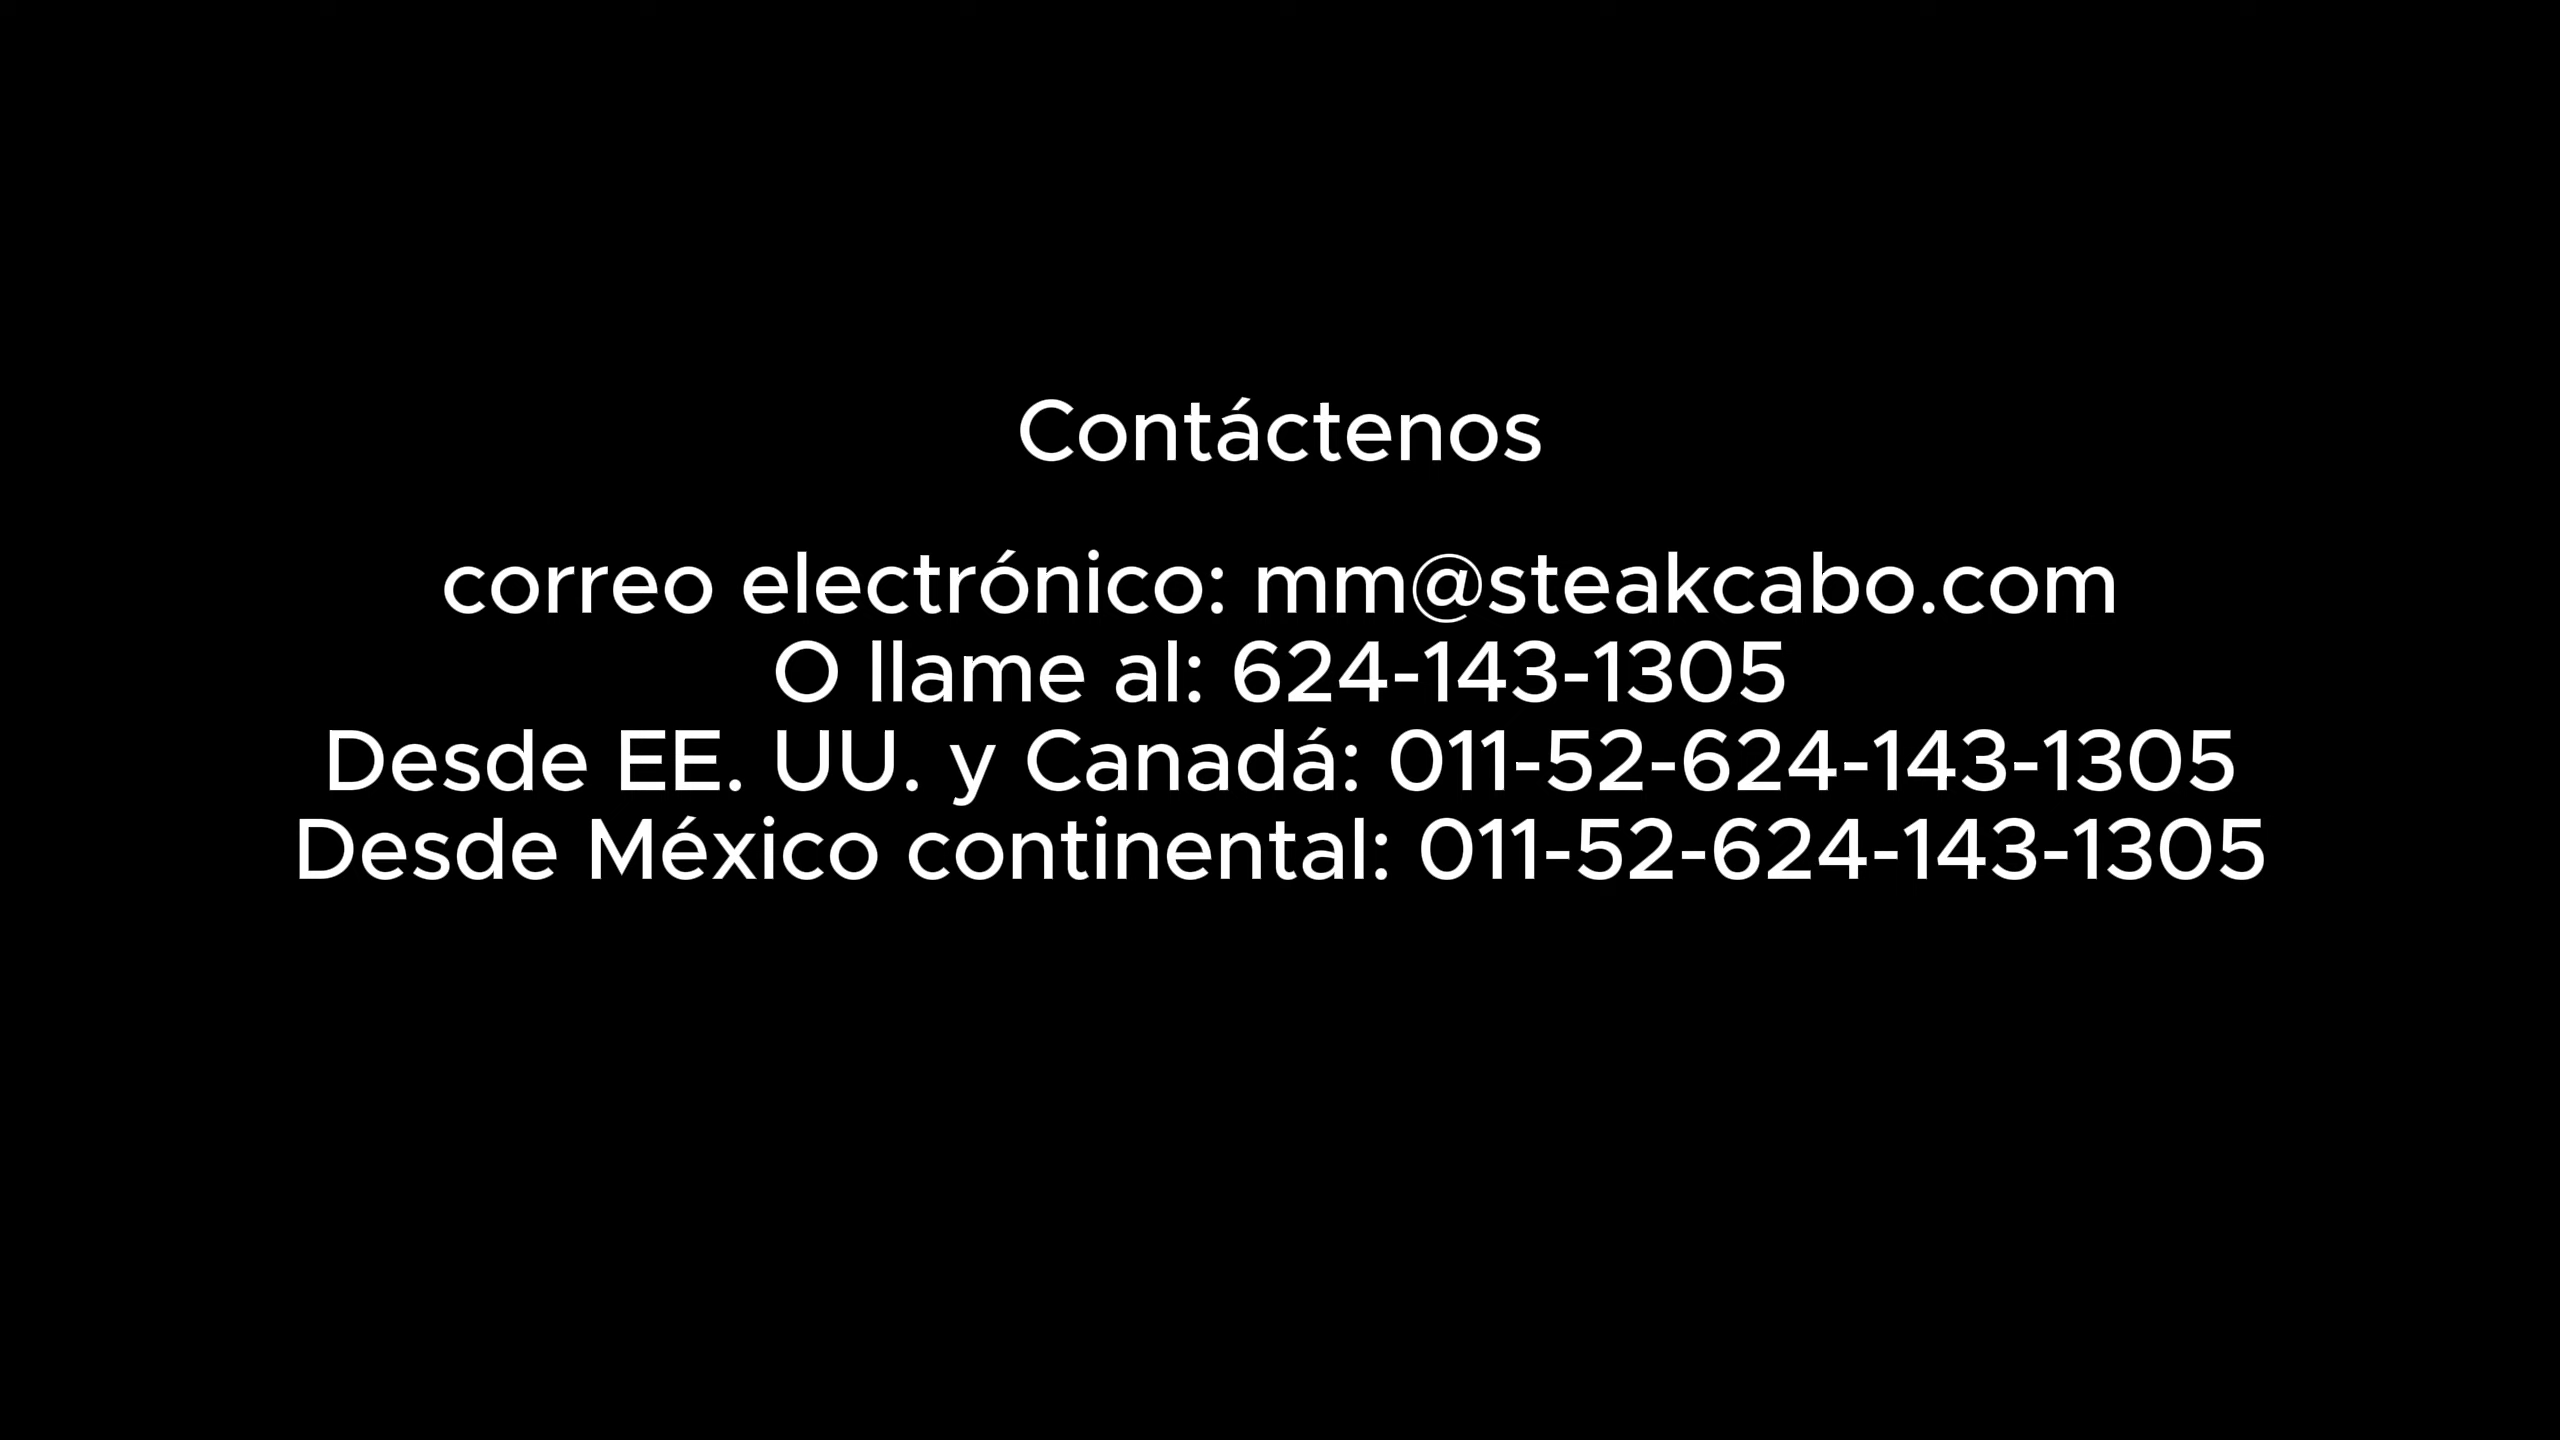 Contáctenos
correo electrónico: mm@steakcabo.com
O llame al: 624-143-1305
Desde EE. UU. y Canadá: 011-52-624-143-1305
Desde México continental: 011-52-624-143-1305